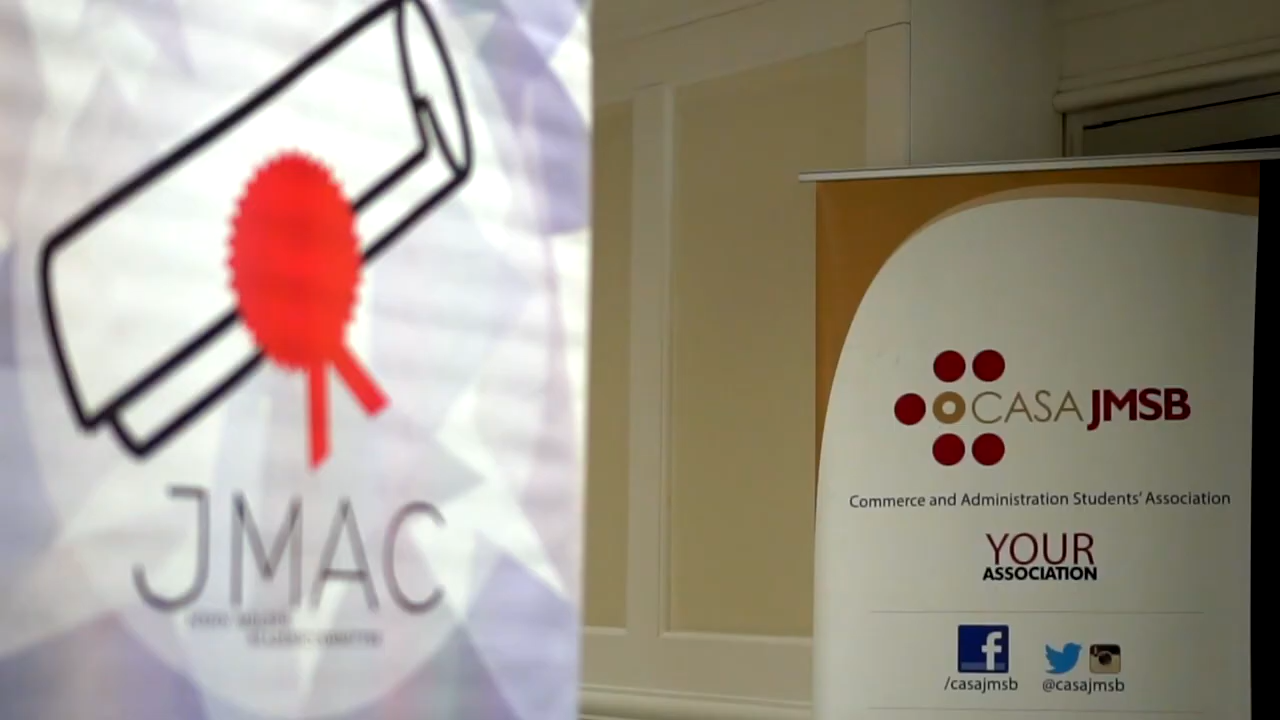 JMAC
CASA JMSB
Commerce and Administration Students' Association
YOUR
ASSOCIATION
/casajmsb
@casajmsb